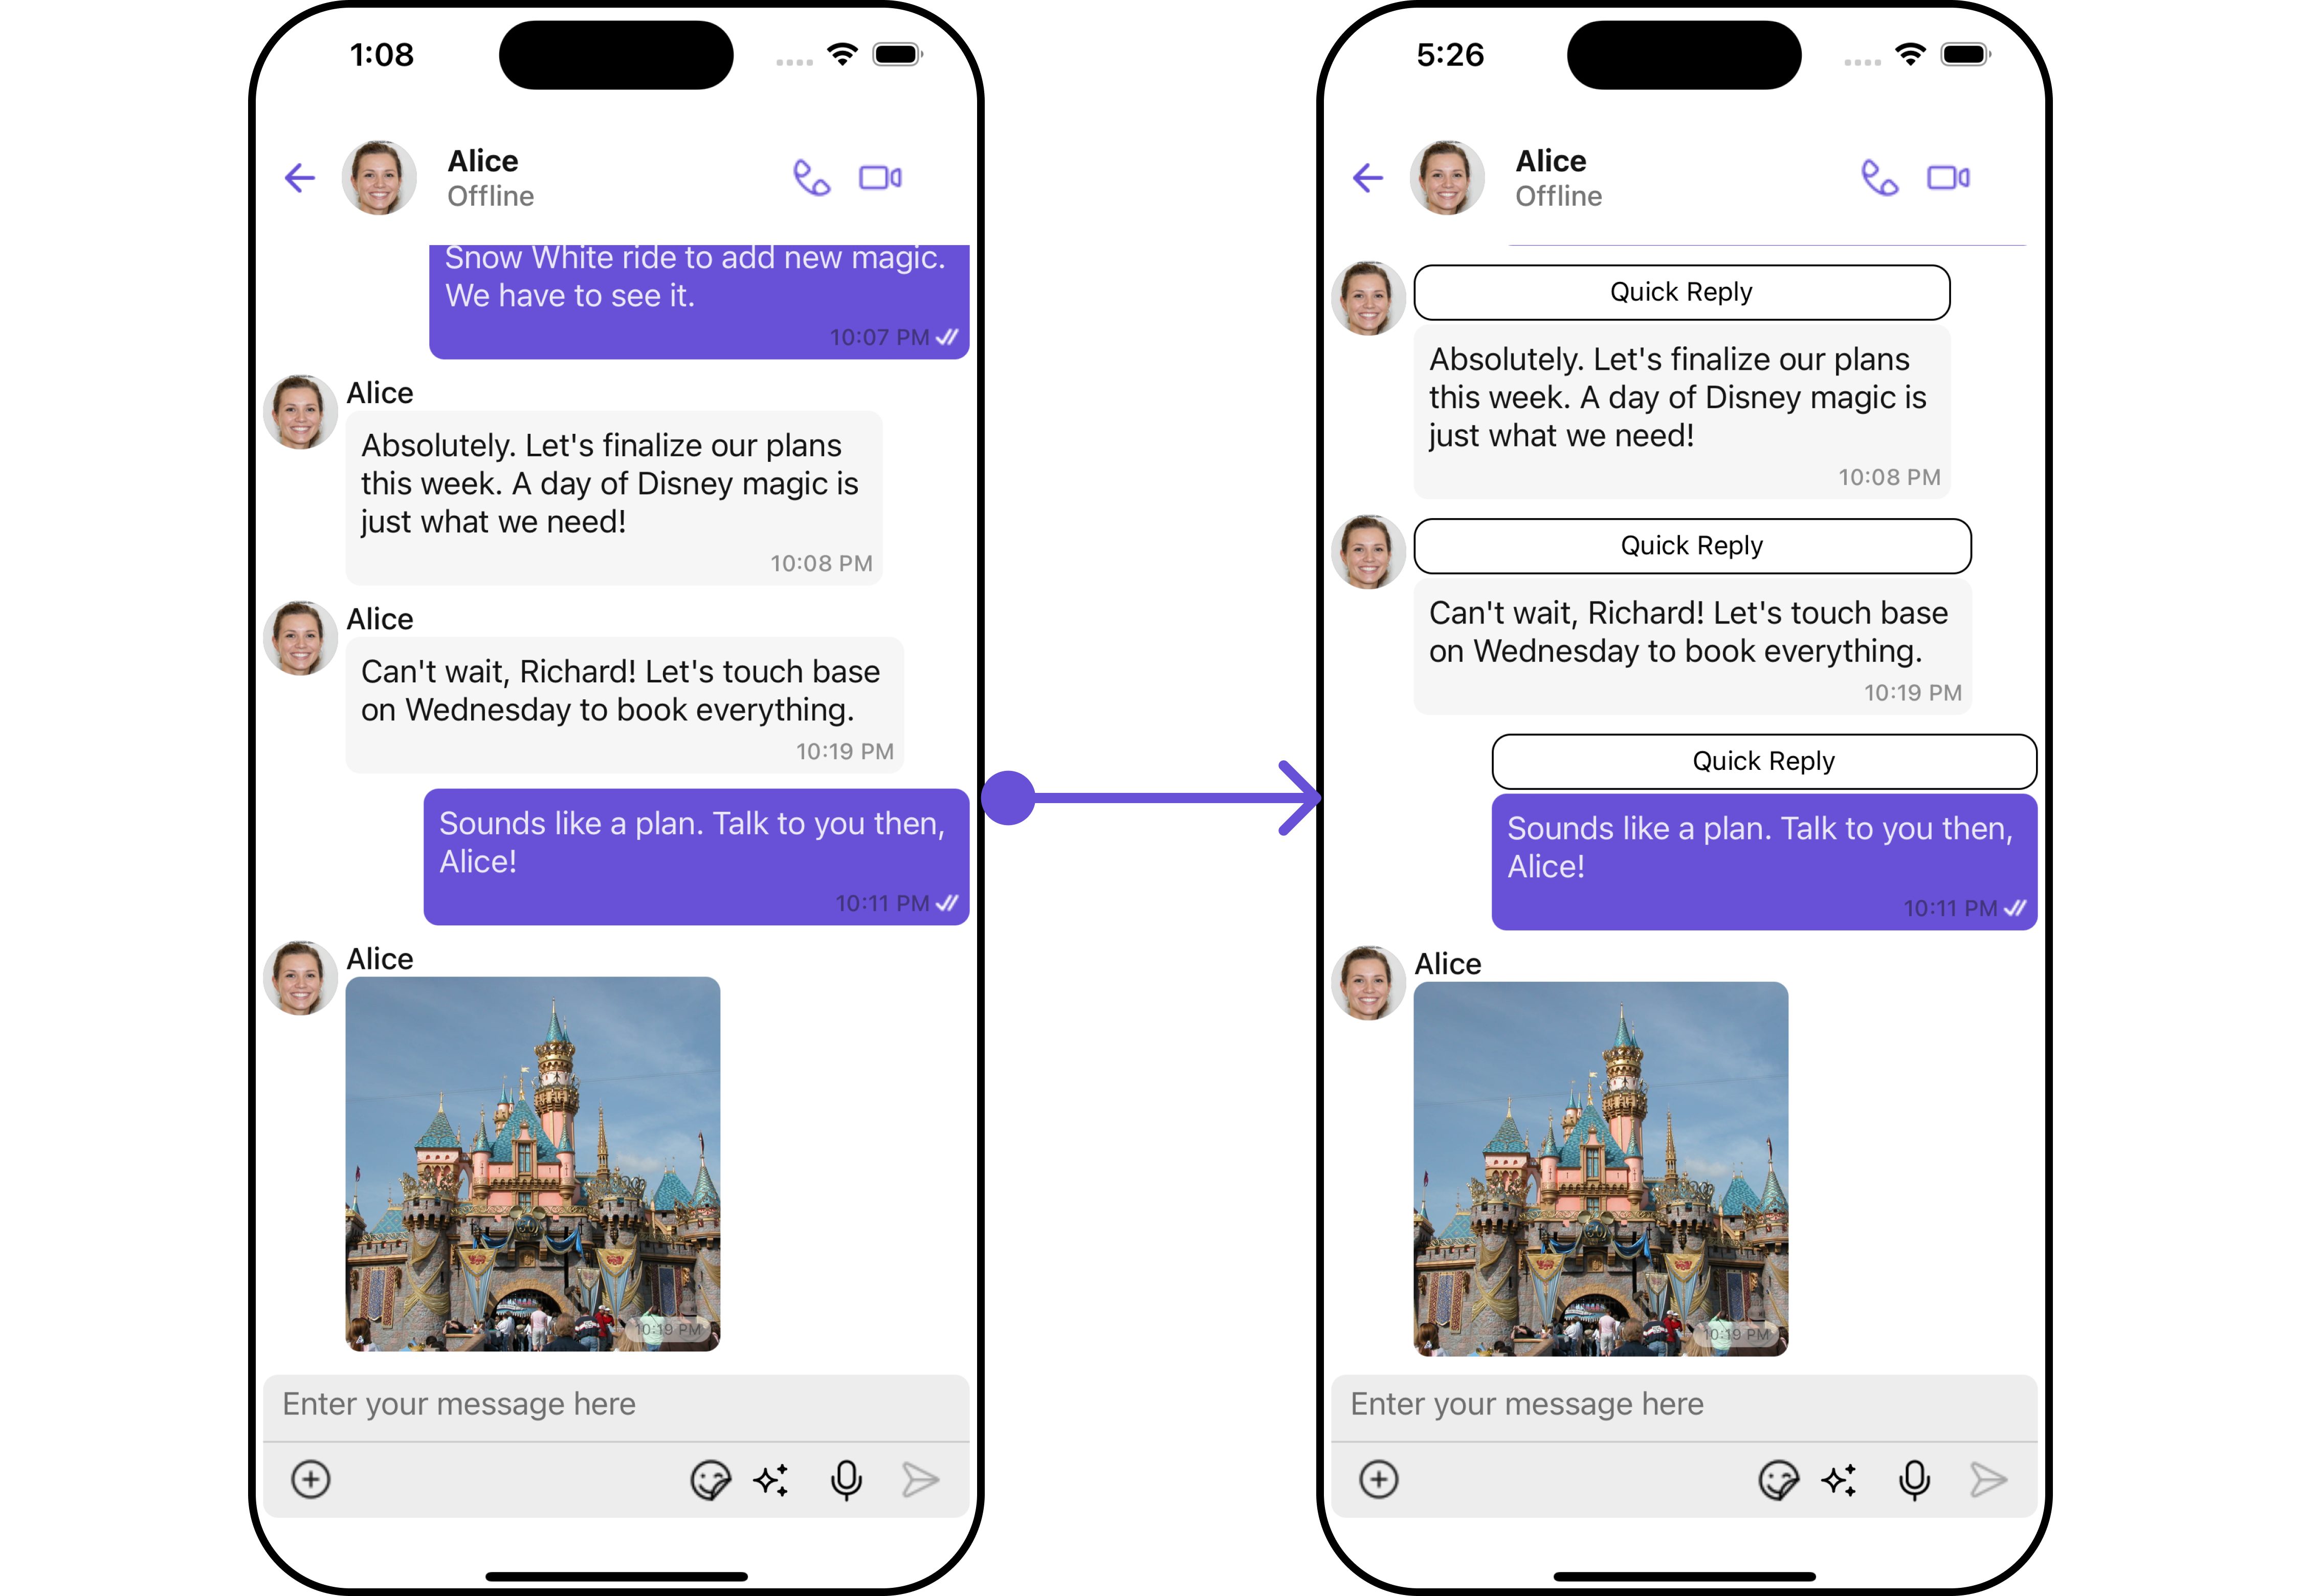 1:08
Alice
Offline
Snow White ride to add new magic.
We have to see it.
10:07 PM
Alice
Absolutely. Let's finalize our plans
this week. A day of Disney magic is
just what we need!
10:08 PM
Alice
Can't wait, Richard! Let's touch base
on Wednesday to book everything.
10:19 PM
Sounds like a plan. Talk to you then,
Alice!
10:11 PM
Alice
10:19 PM
Enter your message here
5:26
Alice
Offline
Quick Reply
Absolutely. Let's finalize our plans
this week. A day of Disney magic is
just what we need!
10:08 PM
Quick Reply
Can't wait, Richard! Let's touch base
on Wednesday to book everything.
10:19 PM
Quick Reply
Sounds like a plan. Talk to you then,
Alice!
10:11 PM
Alice
10:19 PM
Enter your message here